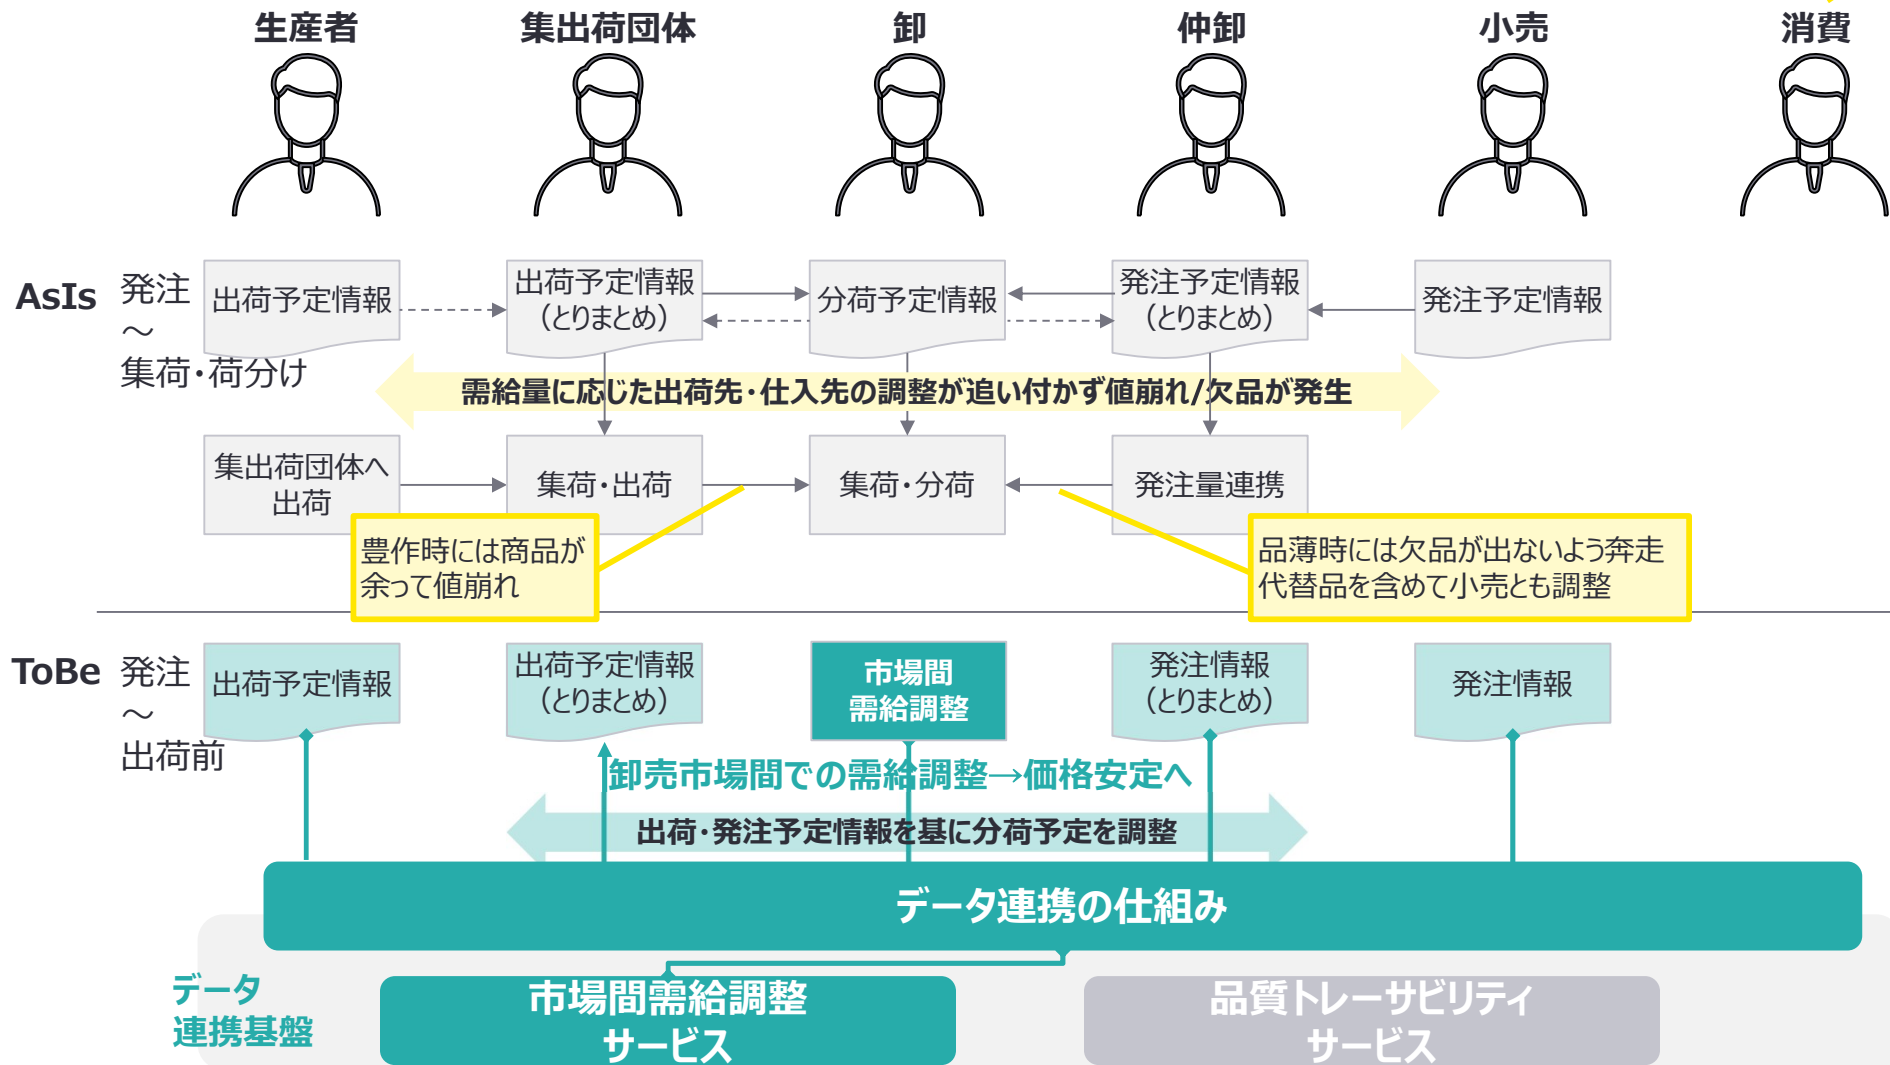 生産者
集出荷団体
卸
仲卸
小売
消費
AsIs
発注
～
集荷・荷分け
出荷予定情報
出荷予定情報
（とりまとめ）
分荷予定情報
発注予定情報
（とりまとめ）
発注予定情報
需給量に応じた出荷先・仕入先の調整が追い付かず値崩れ/欠品が発生
集出荷団体へ
出荷
集荷・出荷
集荷・分荷
発注量連携
豊作時には商品が
余って値崩れ
品薄時には欠品が出ないよう奔走
代替品を含めて小売とも調整
ToBe
発注
～
出荷前
出荷予定情報
出荷予定情報
（とりまとめ）
市場間
需給調整
発注情報
（とりまとめ）
発注情報
卸売市場間での需給調整→価格安定へ
出荷・発注予定情報を基に分荷予定を調整
データ連携の仕組み
データ
連携基盤
市場間需給調整
サービス
品質トレーサビリティ
サービス